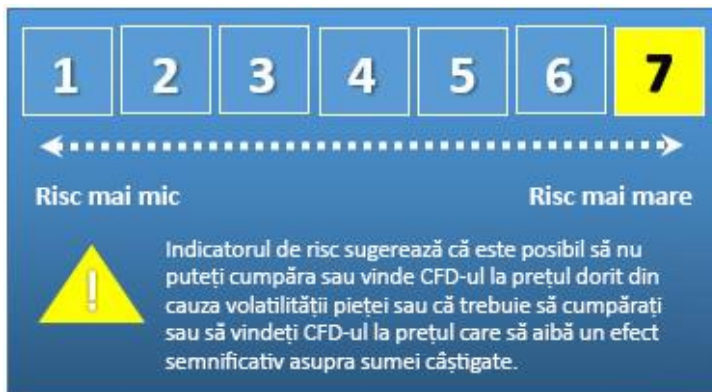 1 2 3 4 5 6 7
Risc mai mic Risc mai mare
! Indicatorul de risc sugerează că este posibil să nu
puteți cumpăra sau vinde CFD-ul la prețul dorit din
cauza volatilității pieței sau că trebuie să cumpărați
sau să vindeți CFD-ul la prețul care să aibă un efect
semnificativ asupra sumei câștigate.